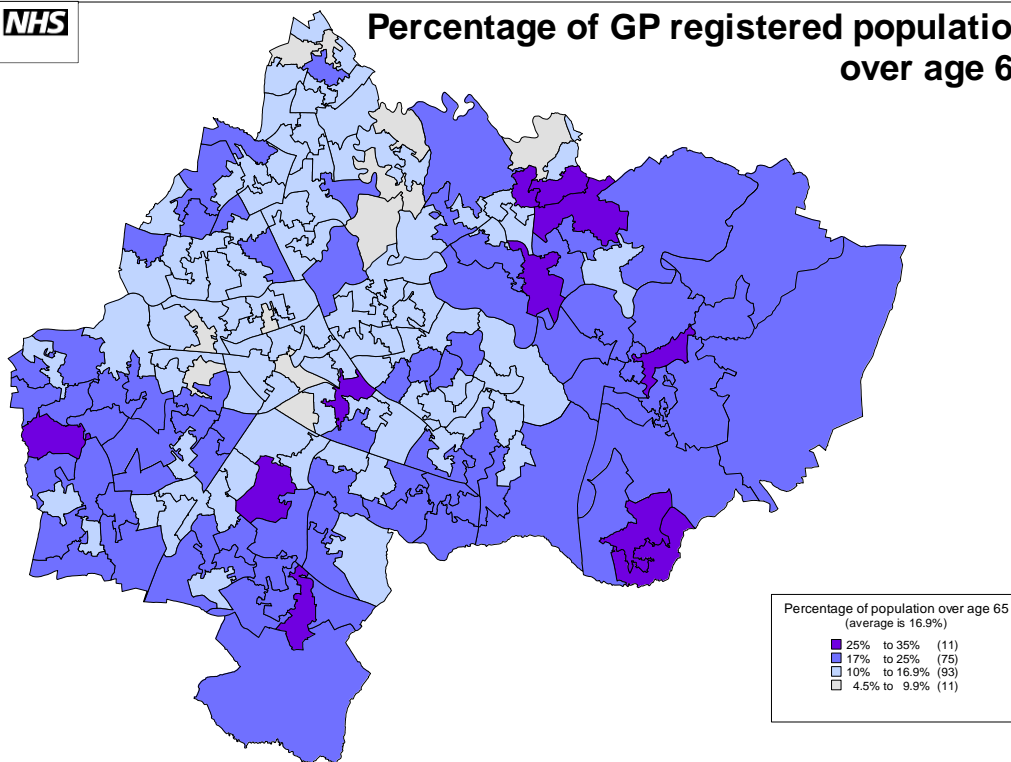 NHS
Percentage of GP registered populatio
over age 6
Percentage of population over age 65
(average is 16.9%)
25% to 35% (11)
17% to 25% (75)
10% to 16.9% (93)
4.5% to 9.9% (11)